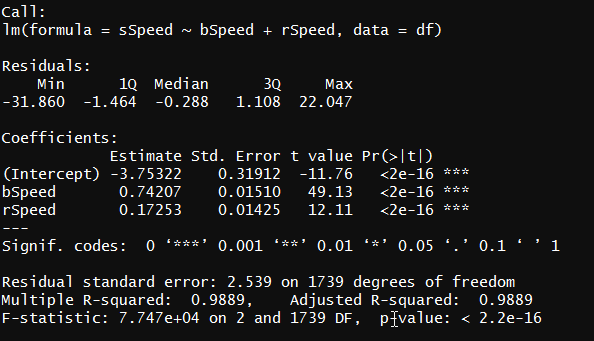 Call:
lm(formula = sSpeed ~ bSpeed + rSpeed, data = df)
Residuals:
    Min      1Q  Median      3Q     Max
-31.860  -1.464  -0.288   1.108  22.047
Coefficients:
            Estimate Std. Error t value Pr(>|t|)
(Intercept) -3.75322    0.31912  -11.76   <2e-16 ***
bSpeed       0.74207    0.01510   49.13   <2e-16 ***
rSpeed       0.17253    0.01425   12.11   <2e-16 ***
---
Signif. codes:  0 ‘***’ 0.001 ‘**’ 0.01 ‘*’ 0.05 ‘.’ 0.1 ‘ ’ 1
Residual standard error: 2.539 on 1739 degrees of freedom
Multiple R-squared:  0.9889,    Adjusted R-squared:  0.9889
F-statistic: 7.747e+04 on 2 and 1739 DF,  p-value: < 2.2e-16